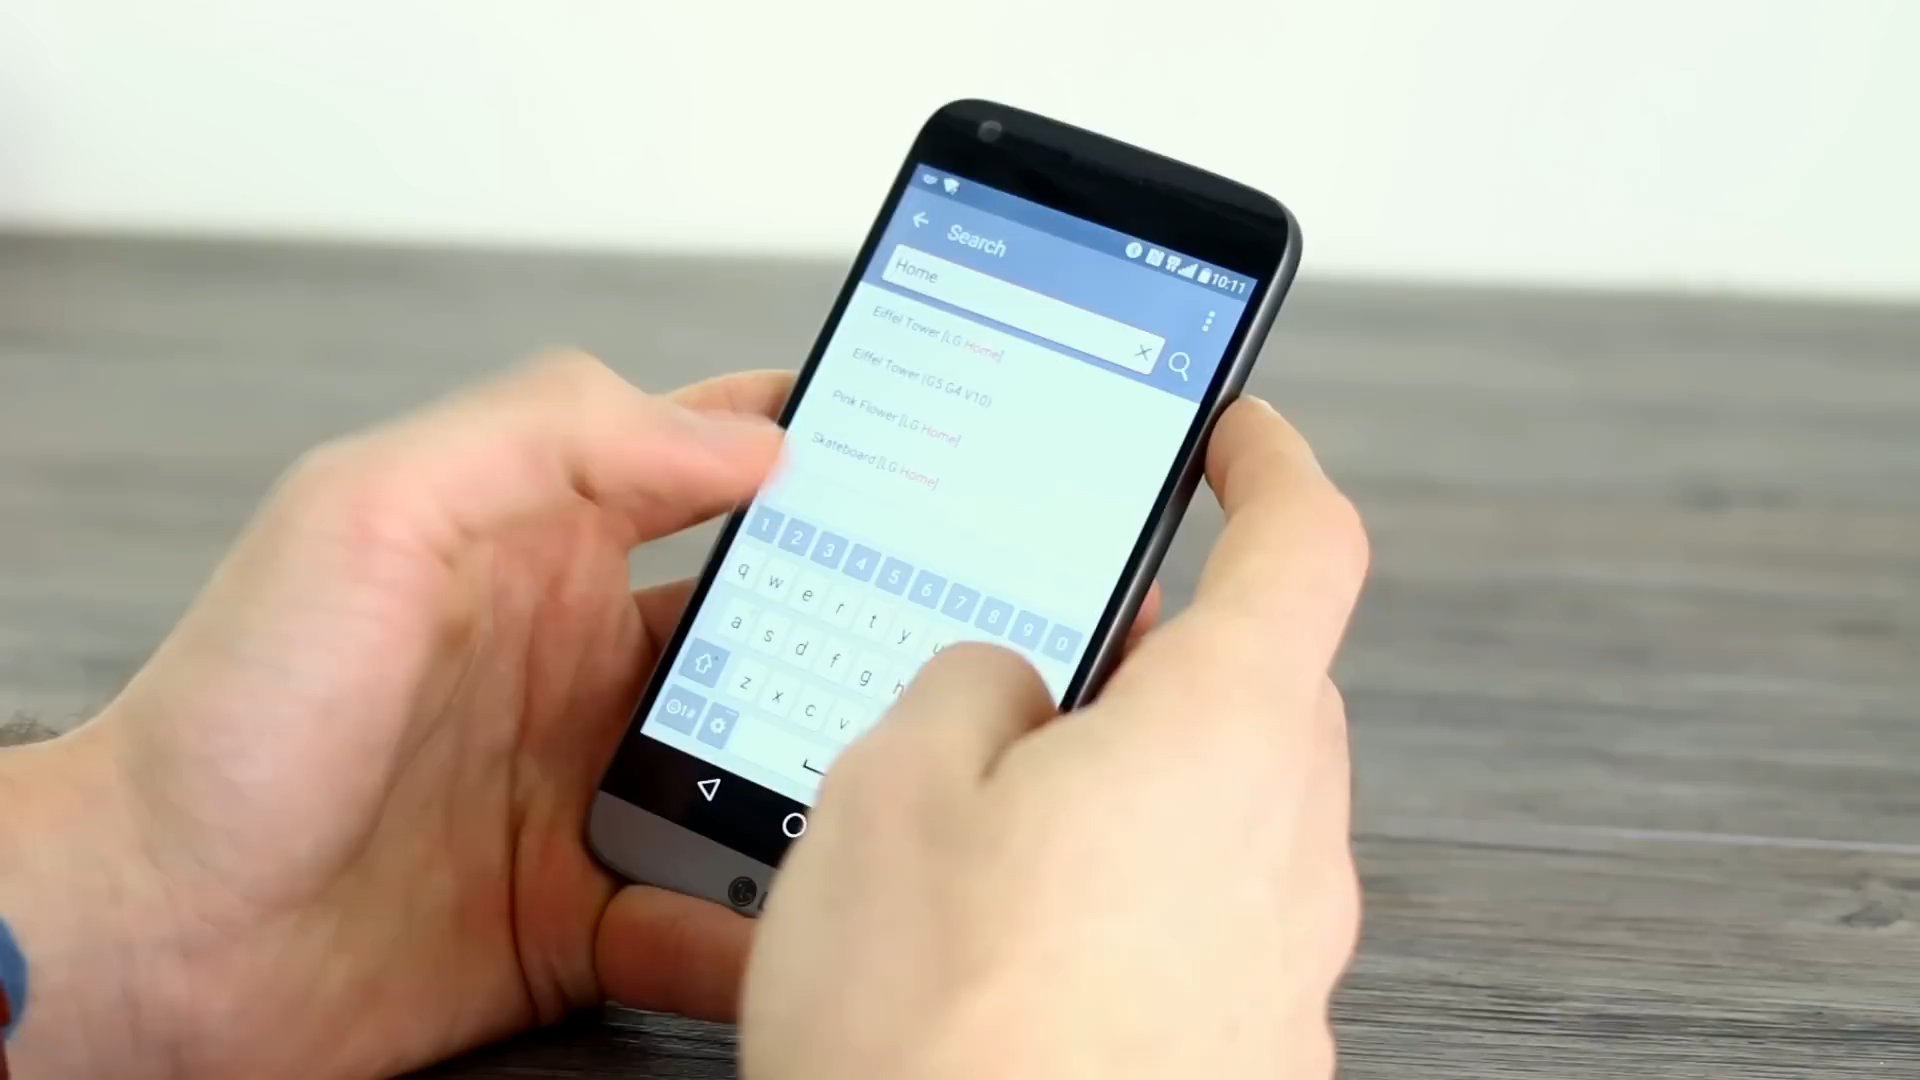 10:11
Search
Home
Eiffel Tower [LG Home]
Eiffel Tower (G5 G4 V10)
Pink Flower [LG Home]
Skateboard [LG Home]
1 2 3 4 5 6 7 8 9 0
q w e r t y u
a s d f g h
z x c v
LG